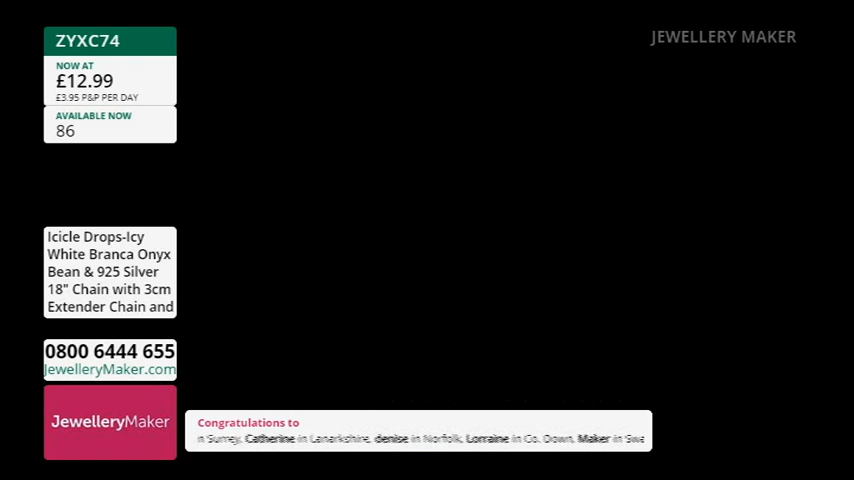 ZYXC74
NOW AT
£12.99
£3.95 P&P PER DAY
AVAILABLE NOW
86
JEWELLERY MAKER
Icicle Drops-Icy
White Branca Onyx
Bean & 925 Silver
18" Chain with 3cm
Extender Chain and
0800 6444 655
JewelleryMaker.com
JewelleryMaker
Congratulations to
n Surrey, Catherine in Lanarkshire, denise in Norfolk, Lorraine in Co. Down, Maker in Swa